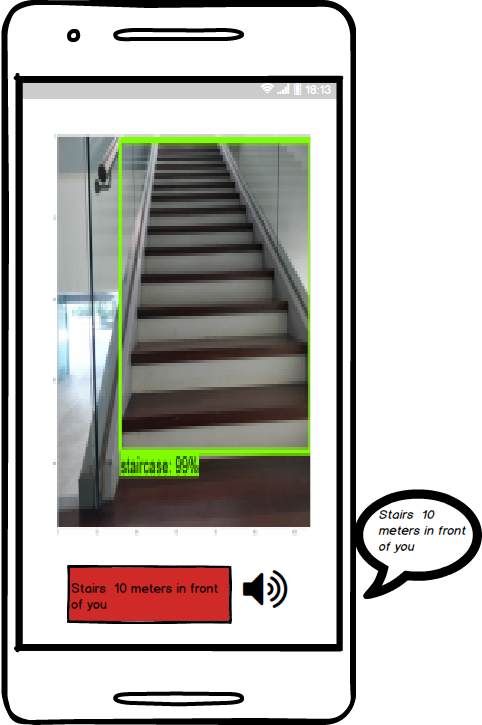 18:13
staircase: 99%
Stairs 10
meters in front
of you
Stairs 10 meters in front
of you